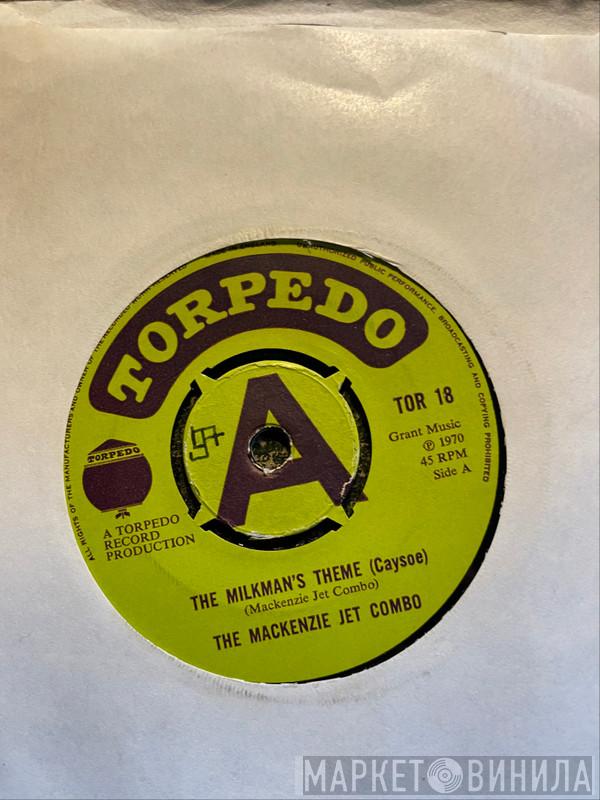 TORPEDO
ALL RIGHTS OF THE MANUFACTURERS AND OWNER OF THE RECORDED
UNAUTHORIZED PUBLIC PERFORMANCE, BROADCASTING AND COPYING PROHIBITED
A
TOR 18
Grant Music
Ⓟ 1970
45 RPM
Side A
TORPEDO
A TORPEDO
RECORD
PRODUCTION
THE MILKMAN'S THEME (Caysoe)
(Mackenzie Jet Combo)
THE MACKENZIE JET COMBO
МАРКЕТ ВИНИЛА